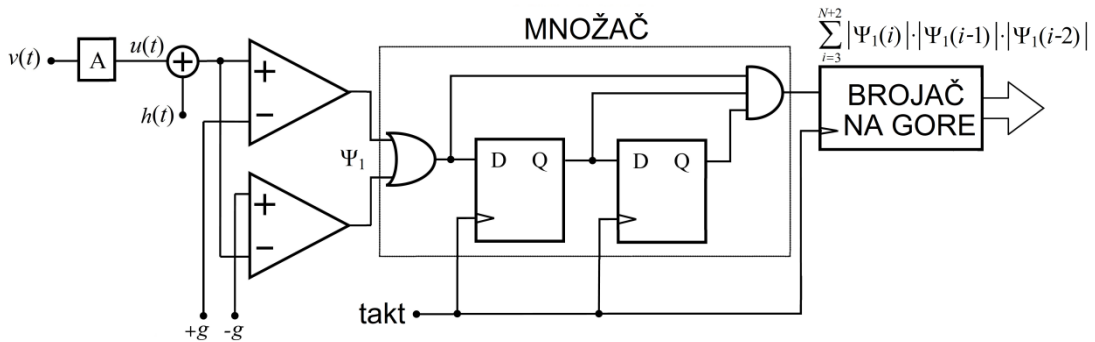 MNOŽAČ
N+2
∑ |Ψ₁(i)|·|Ψ₁(i-1)|·|Ψ₁(i-2)|
i=3
v(t)
A
u(t)
+
h(t)
+
−
Ψ₁
+
−
D Q
D Q
BROJAČ
NA GORE
takt
+g
-g